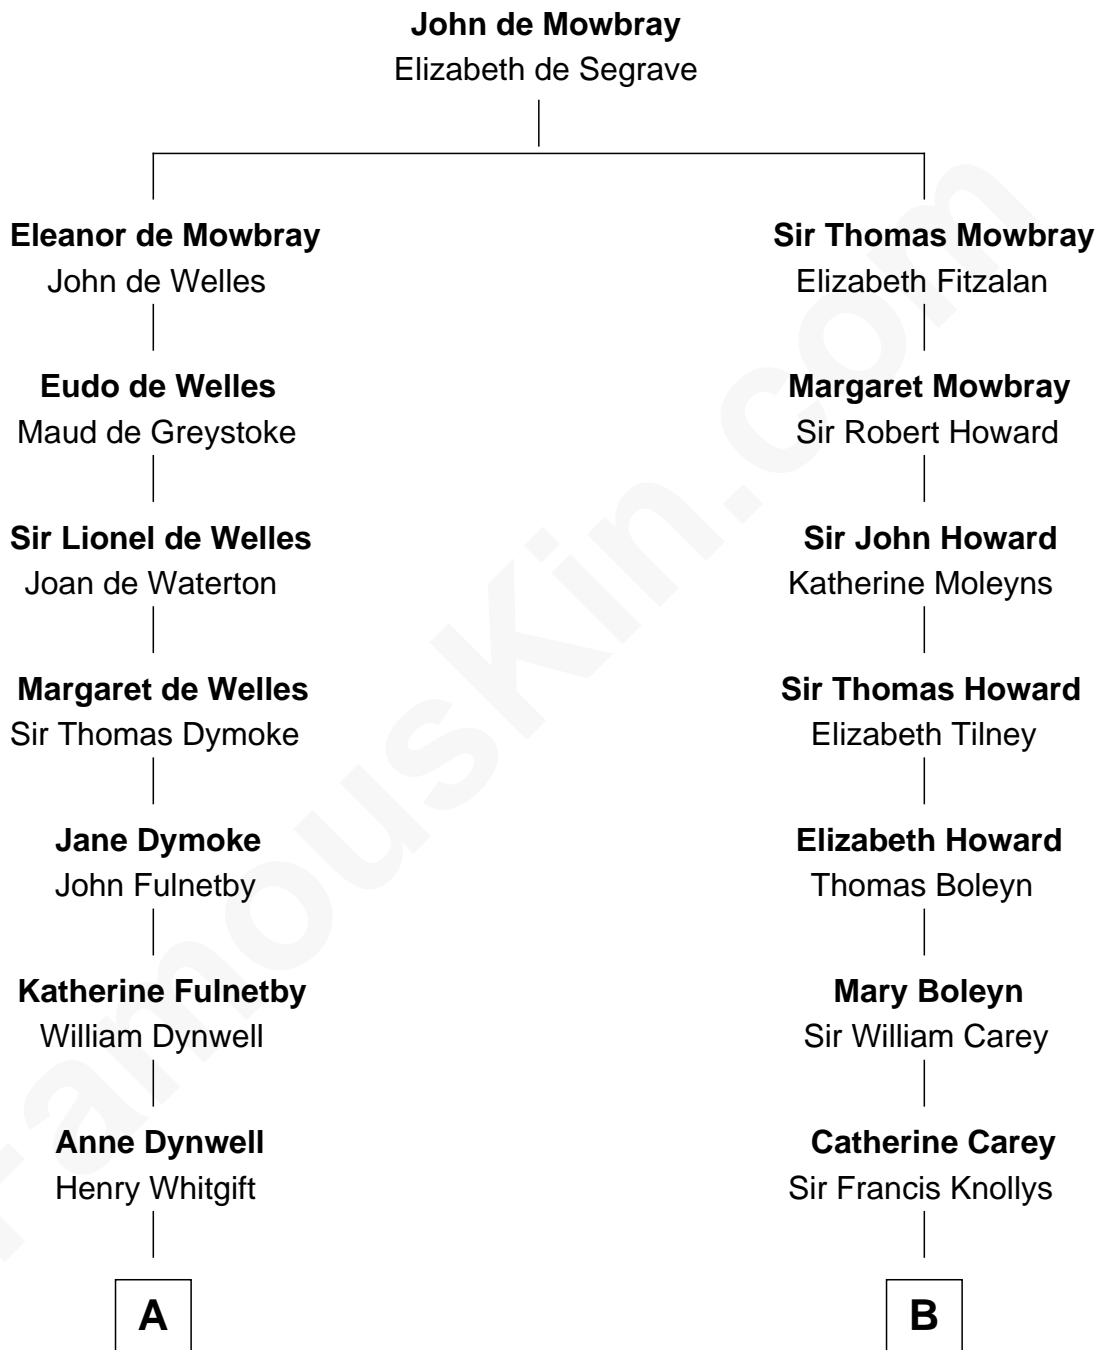 John de Mowbray
Elizabeth de Segrave
Eleanor de Mowbray
John de Welles
Eudo de Welles
Maud de Greystoke
Sir Lionel de Welles
Joan de Waterton
Margaret de Welles
Sir Thomas Dymoke
Jane Dymoke
John Fulnetby
Katherine Fulnetby
William Dynwell
Anne Dynwell
Henry Whitgift
A
Sir Thomas Mowbray
Elizabeth Fitzalan
Margaret Mowbray
Sir Robert Howard
Sir John Howard
Katherine Moleyns
Sir Thomas Howard
Elizabeth Tilney
Elizabeth Howard
Thomas Boleyn
Mary Boleyn
Sir William Carey
Catherine Carey
Sir Francis Knollys
B
FamousKin.com